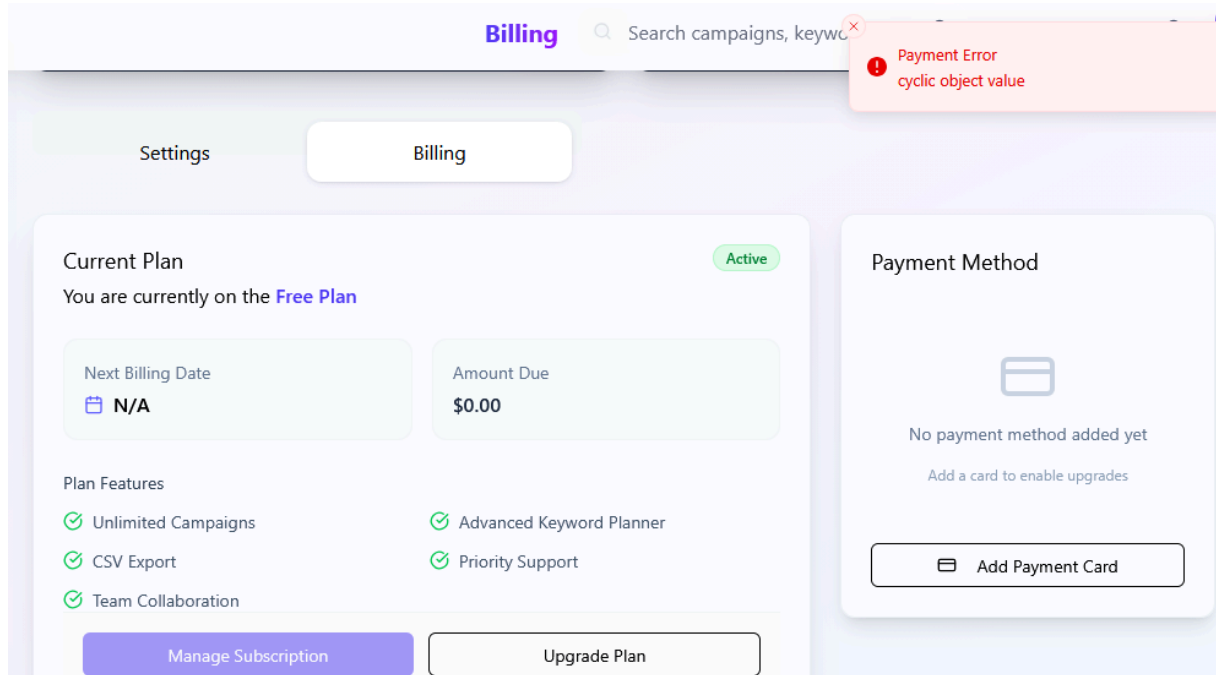 Billing
Search campaigns, keywo
Payment Error
cyclic object value
Settings
Billing
Current Plan
Active
You are currently on the Free Plan
Next Billing Date
N/A
Amount Due
$0.00
Plan Features
Unlimited Campaigns
Advanced Keyword Planner
CSV Export
Priority Support
Team Collaboration
Manage Subscription
Upgrade Plan
Payment Method
No payment method added yet
Add a card to enable upgrades
Add Payment Card